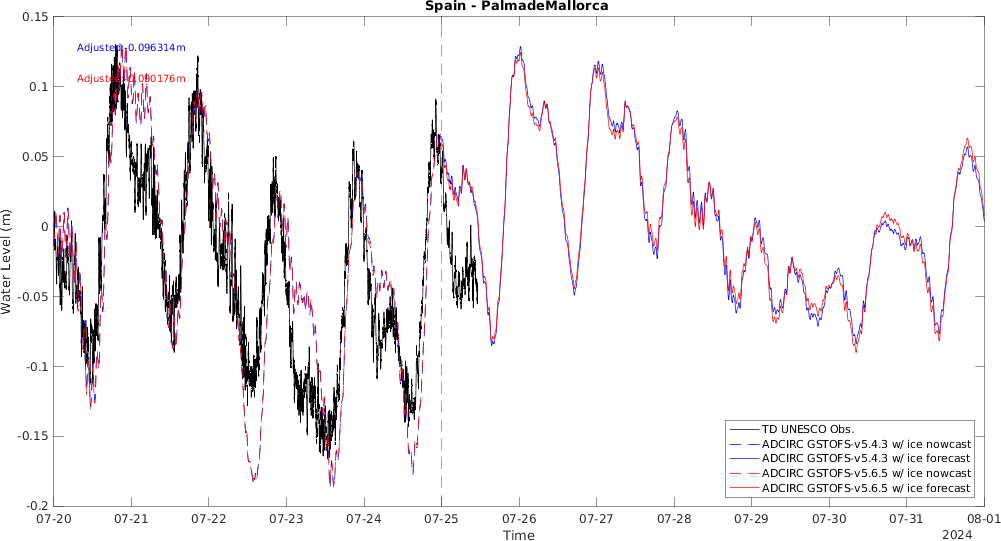 Spain - PalmadeMallorca
0.15
Adjusted -0.096314m
Adjusted -0.090176m
0.1
0.05
0
-0.05
-0.1
-0.15
-0.2
Water Level (m)
TD UNESCO Obs.
ADCIRC GSTOFS-v5.4.3 w/ ice nowcast
ADCIRC GSTOFS-v5.4.3 w/ ice forecast
ADCIRC GSTOFS-v5.6.5 w/ ice nowcast
ADCIRC GSTOFS-v5.6.5 w/ ice forecast
07-20 07-21 07-22 07-23 07-24 07-25 07-26 07-27 07-28 07-29 07-30 07-31 08-01
Time
2024